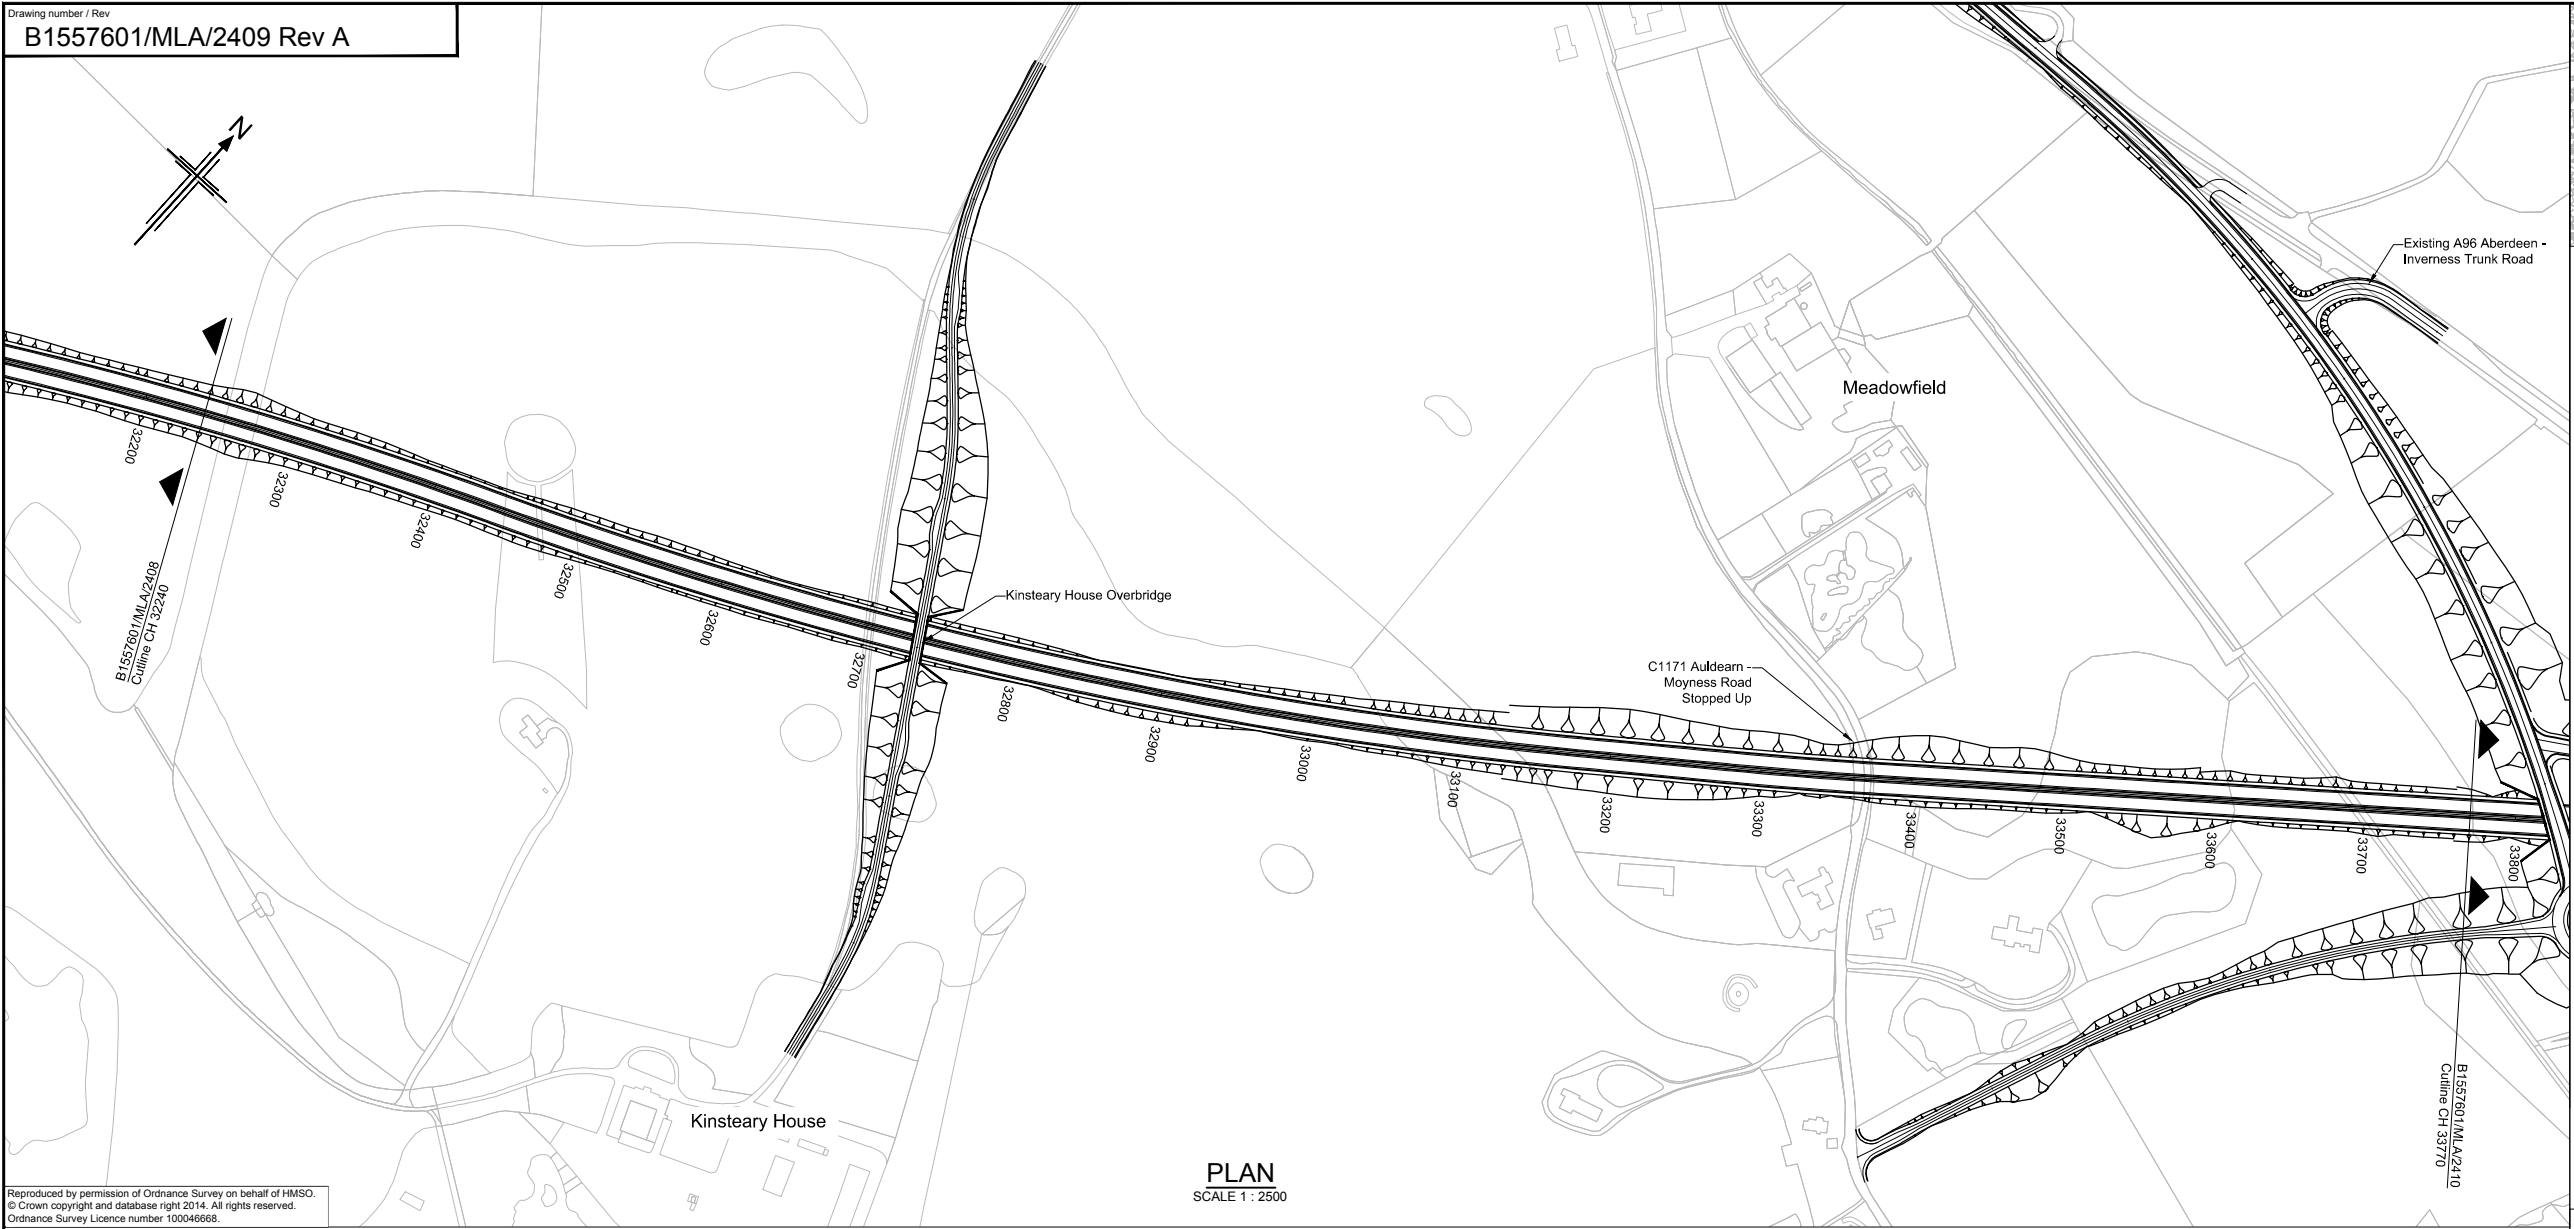 Drawing number / Rev
B1557601/MLA/2409 Rev A
N
Existing A96 Aberdeen -
Inverness Trunk Road
Meadowfield
32200
32300
32400
32500
32600
32700
32800
32900
33000
33100
33200
33300
33400
33500
33600
33700
33800
B1557601/MLA/2408
Cutline CH 32240
Kinsteary House Overbridge
C1171 Auldearn -
Moyness Road
Stopped Up
B1557601/MLA/2410
Cutline CH 33770
Kinsteary House
PLAN
SCALE 1 : 2500
Reproduced by permission of Ordnance Survey on behalf of HMSO.
© Crown copyright and database right 2014. All rights reserved.
Ordnance Survey Licence number 100046668.